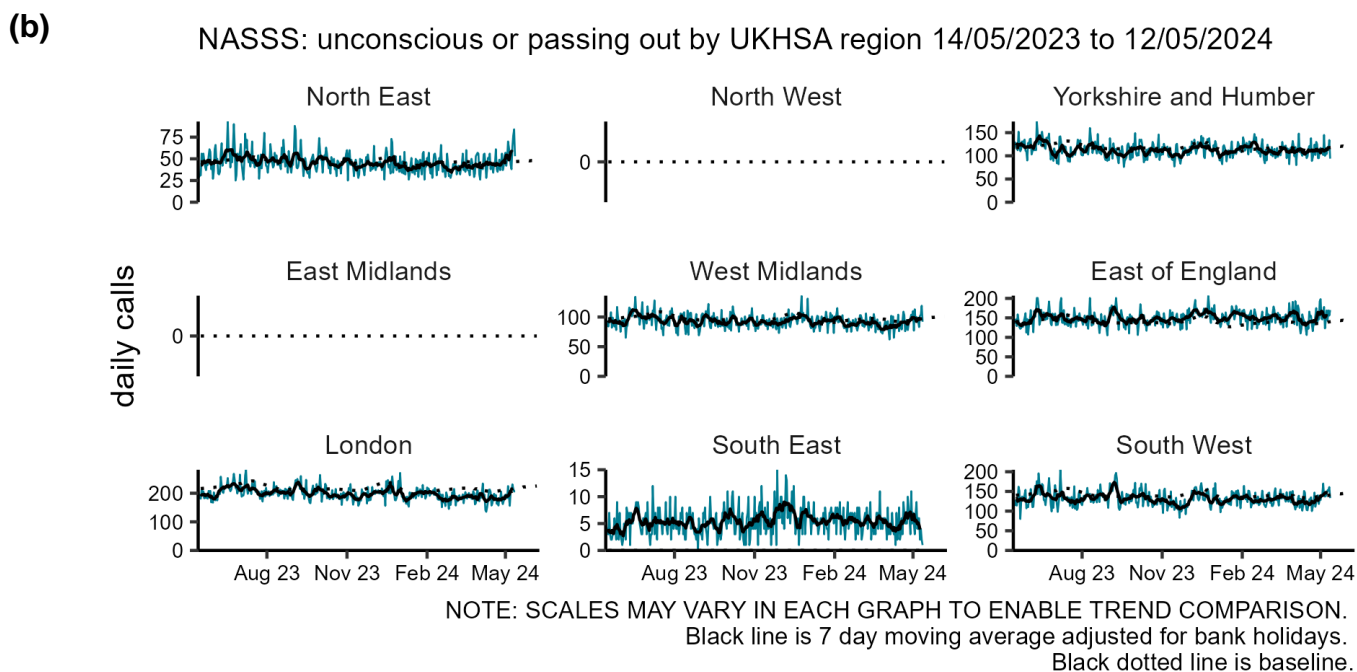 (b)
NASSS: unconscious or passing out by UKHSA region 14/05/2023 to 12/05/2024
daily calls
North East
75
50
25
0
North West
0
Yorkshire and Humber
150
100
50
0
East Midlands
0
West Midlands
100
50
0
East of England
200
150
100
50
0
London
200
100
0
Aug 23 Nov 23 Feb 24 May 24
South East
15
10
5
0
Aug 23 Nov 23 Feb 24 May 24
South West
200
150
100
50
0
Aug 23 Nov 23 Feb 24 May 24
NOTE: SCALES MAY VARY IN EACH GRAPH TO ENABLE TREND COMPARISON.
Black line is 7 day moving average adjusted for bank holidays.
Black dotted line is baseline.